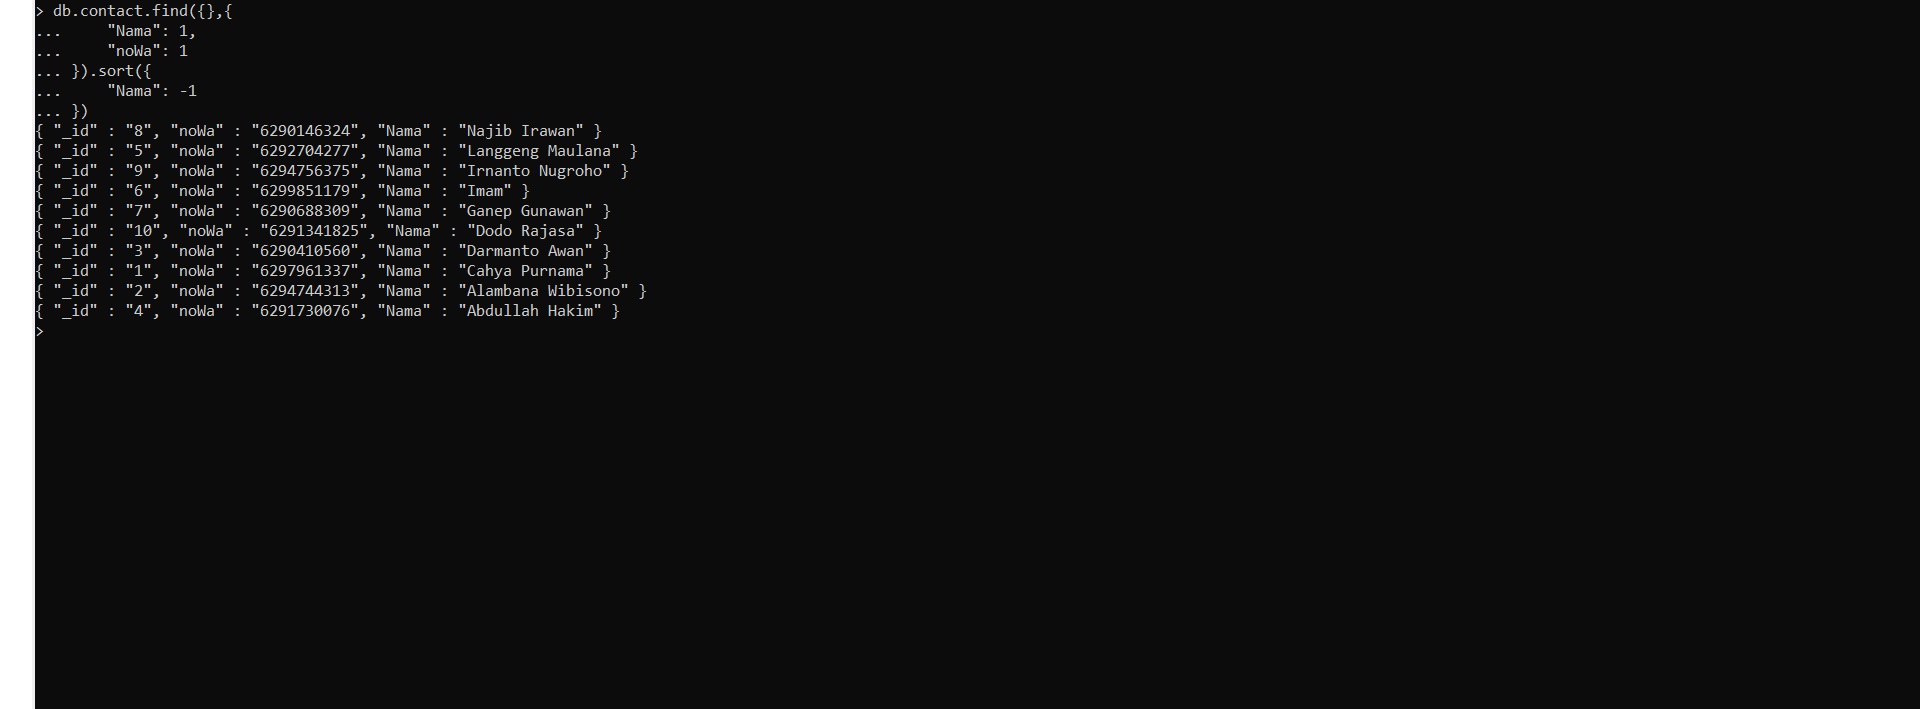 > db.contact.find({},{
...     "Nama": 1,
...     "noWa": 1
... }).sort({
...     "Nama": -1
... })
{ "_id" : "8", "noWa" : "6290146324", "Nama" : "Najib Irawan" }
{ "_id" : "5", "noWa" : "6292704277", "Nama" : "Langgeng Maulana" }
{ "_id" : "9", "noWa" : "6294756375", "Nama" : "Irnanto Nugroho" }
{ "_id" : "6", "noWa" : "6299851179", "Nama" : "Imam" }
{ "_id" : "7", "noWa" : "6290688309", "Nama" : "Ganep Gunawan" }
{ "_id" : "10", "noWa" : "6291341825", "Nama" : "Dodo Rajasa" }
{ "_id" : "3", "noWa" : "6290410560", "Nama" : "Darmanto Awan" }
{ "_id" : "1", "noWa" : "6297961337", "Nama" : "Cahya Purnama" }
{ "_id" : "2", "noWa" : "6294744313", "Nama" : "Alambana Wibisono" }
{ "_id" : "4", "noWa" : "6291730076", "Nama" : "Abdullah Hakim" }
>